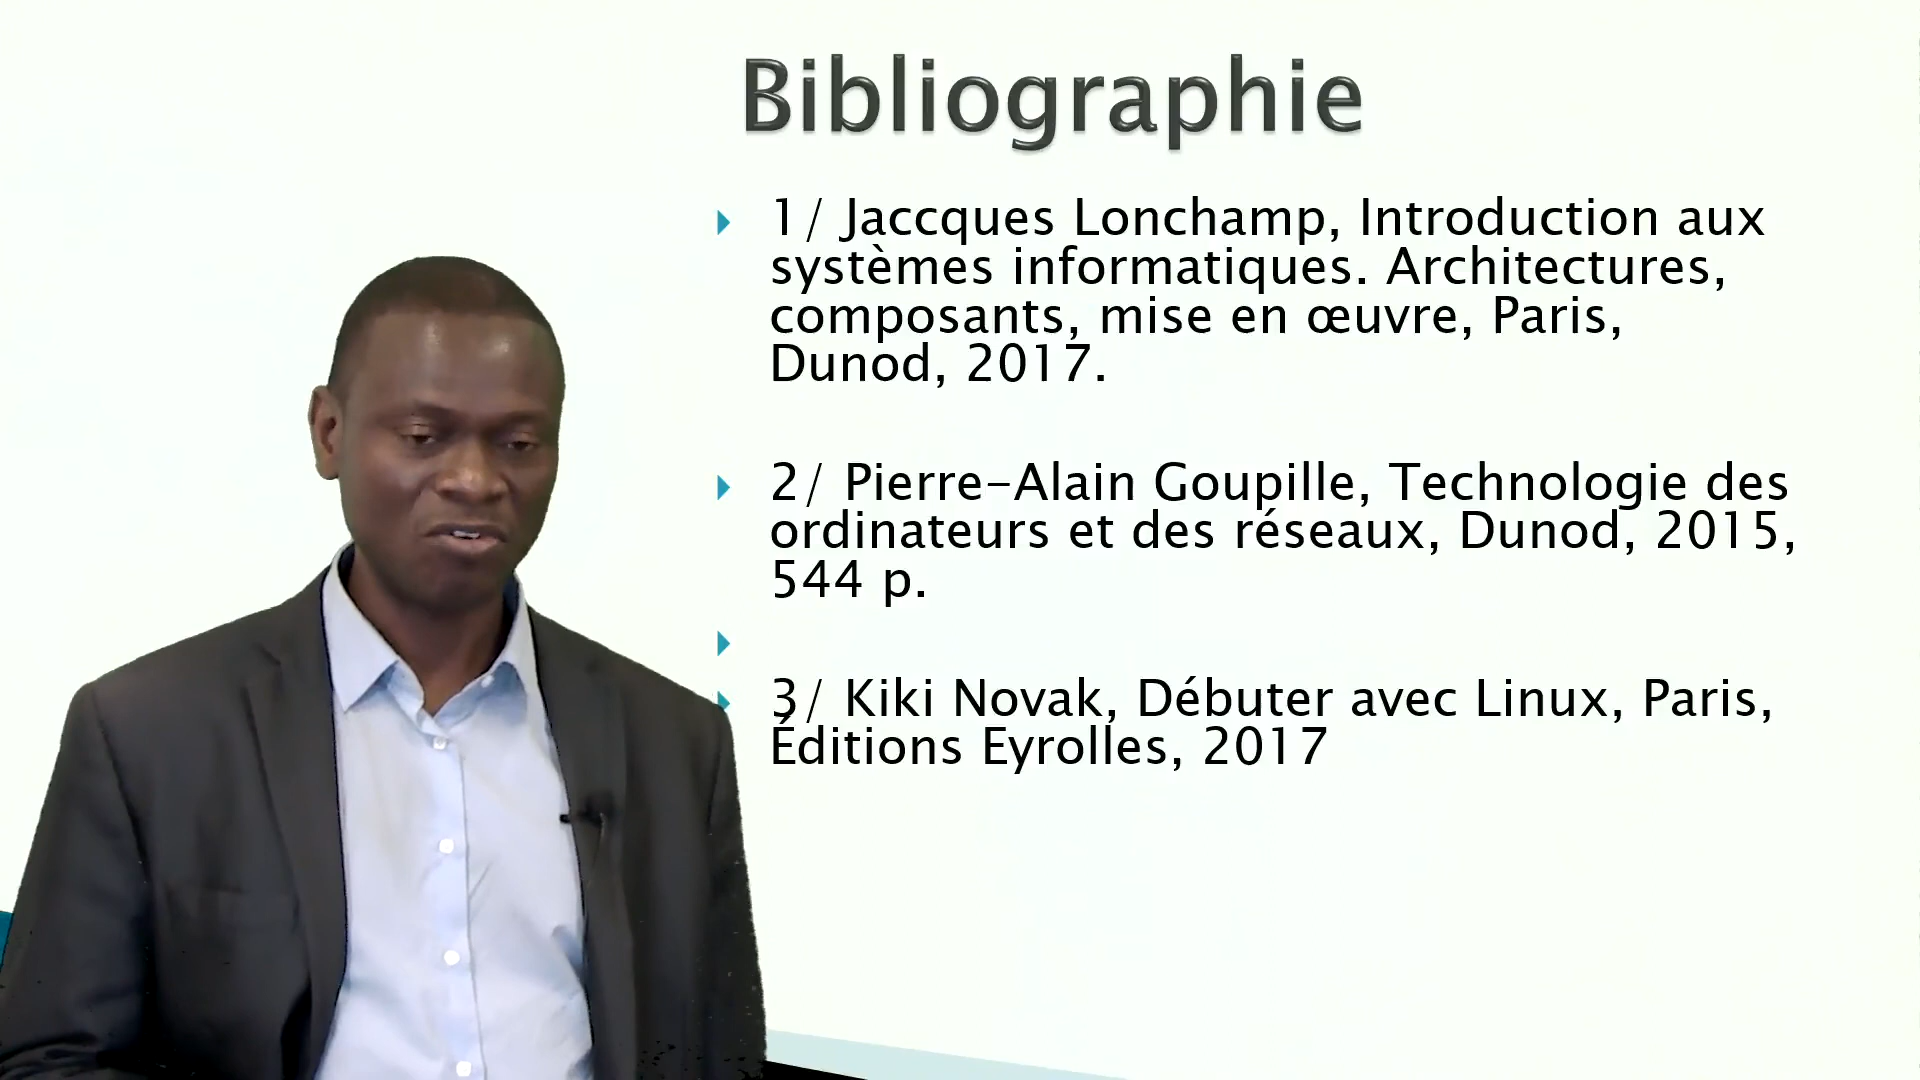 Bibliographie
1/ Jaccques Lonchamp, Introduction aux
systèmes informatiques. Architectures,
composants, mise en œuvre, Paris,
Dunod, 2017.
2/ Pierre-Alain Goupille, Technologie des
ordinateurs et des réseaux, Dunod, 2015,
544 p.
3/ Kiki Novak, Débuter avec Linux, Paris,
Éditions Eyrolles, 2017